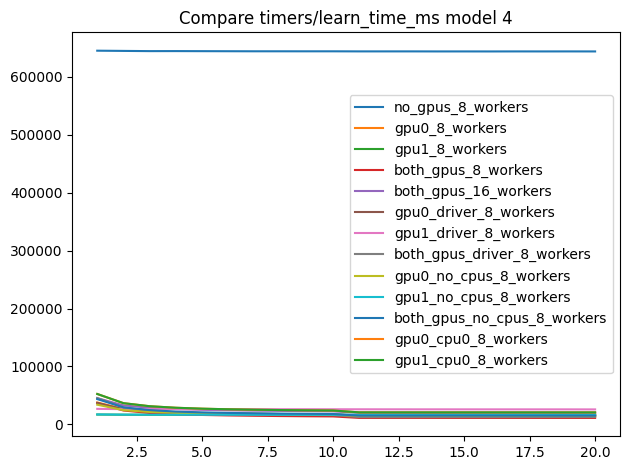 Compare timers/learn_time_ms model 4
600000
500000
400000
300000
200000
100000
0
no_gpus_8_workers
gpu0_8_workers
gpu1_8_workers
both_gpus_8_workers
both_gpus_16_workers
gpu0_driver_8_workers
gpu1_driver_8_workers
both_gpus_driver_8_workers
gpu0_no_cpus_8_workers
gpu1_no_cpus_8_workers
both_gpus_no_cpus_8_workers
gpu0_cpu0_8_workers
gpu1_cpu0_8_workers
2.5 5.0 7.5 10.0 12.5 15.0 17.5 20.0